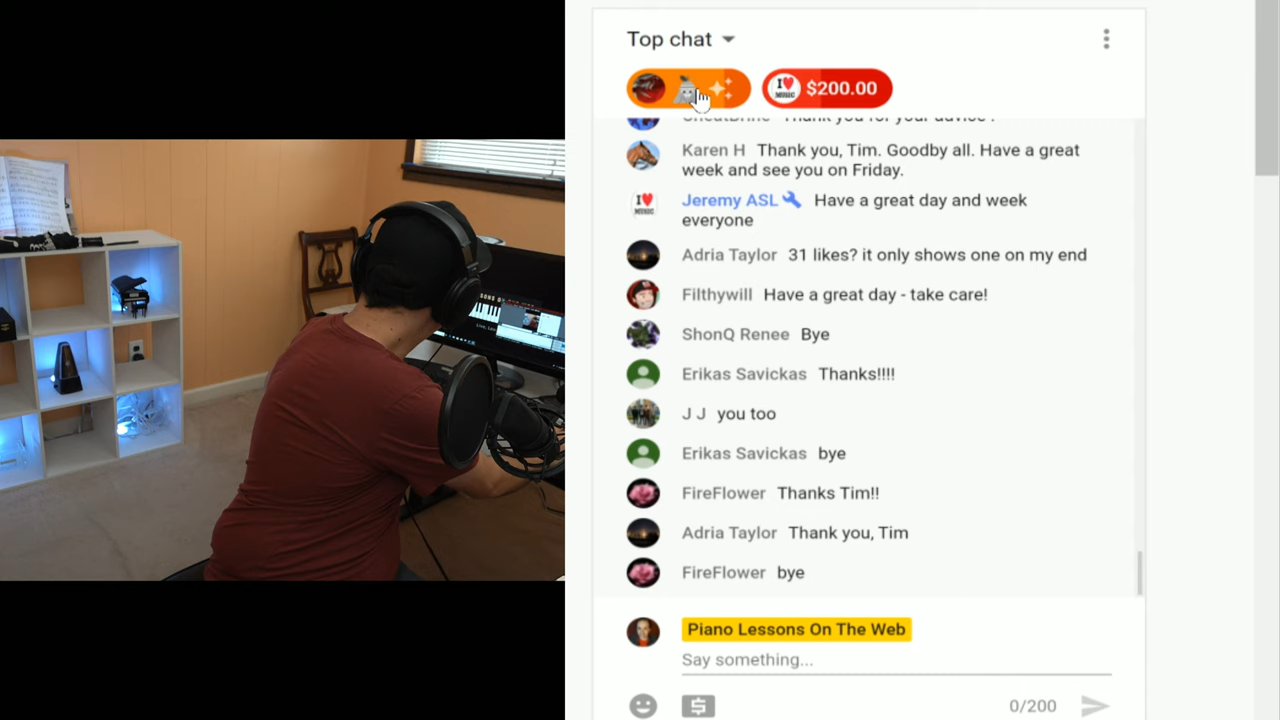 Top chat
I ♥ MUSIC $200.00
Thank you for your advice !
Karen H Thank you, Tim. Goodby all. Have a great
week and see you on Friday.
I ♥ MUSIC Jeremy ASL Have a great day and week
everyone
Adria Taylor 31 likes? it only shows one on my end
Filthywill Have a great day - take care!
ShonQ Renee Bye
Erikas Savickas Thanks!!!!
J J you too
Erikas Savickas bye
FireFlower Thanks Tim!!
Adria Taylor Thank you, Tim
FireFlower bye
Piano Lessons On The Web
Say something...
$ 0/200